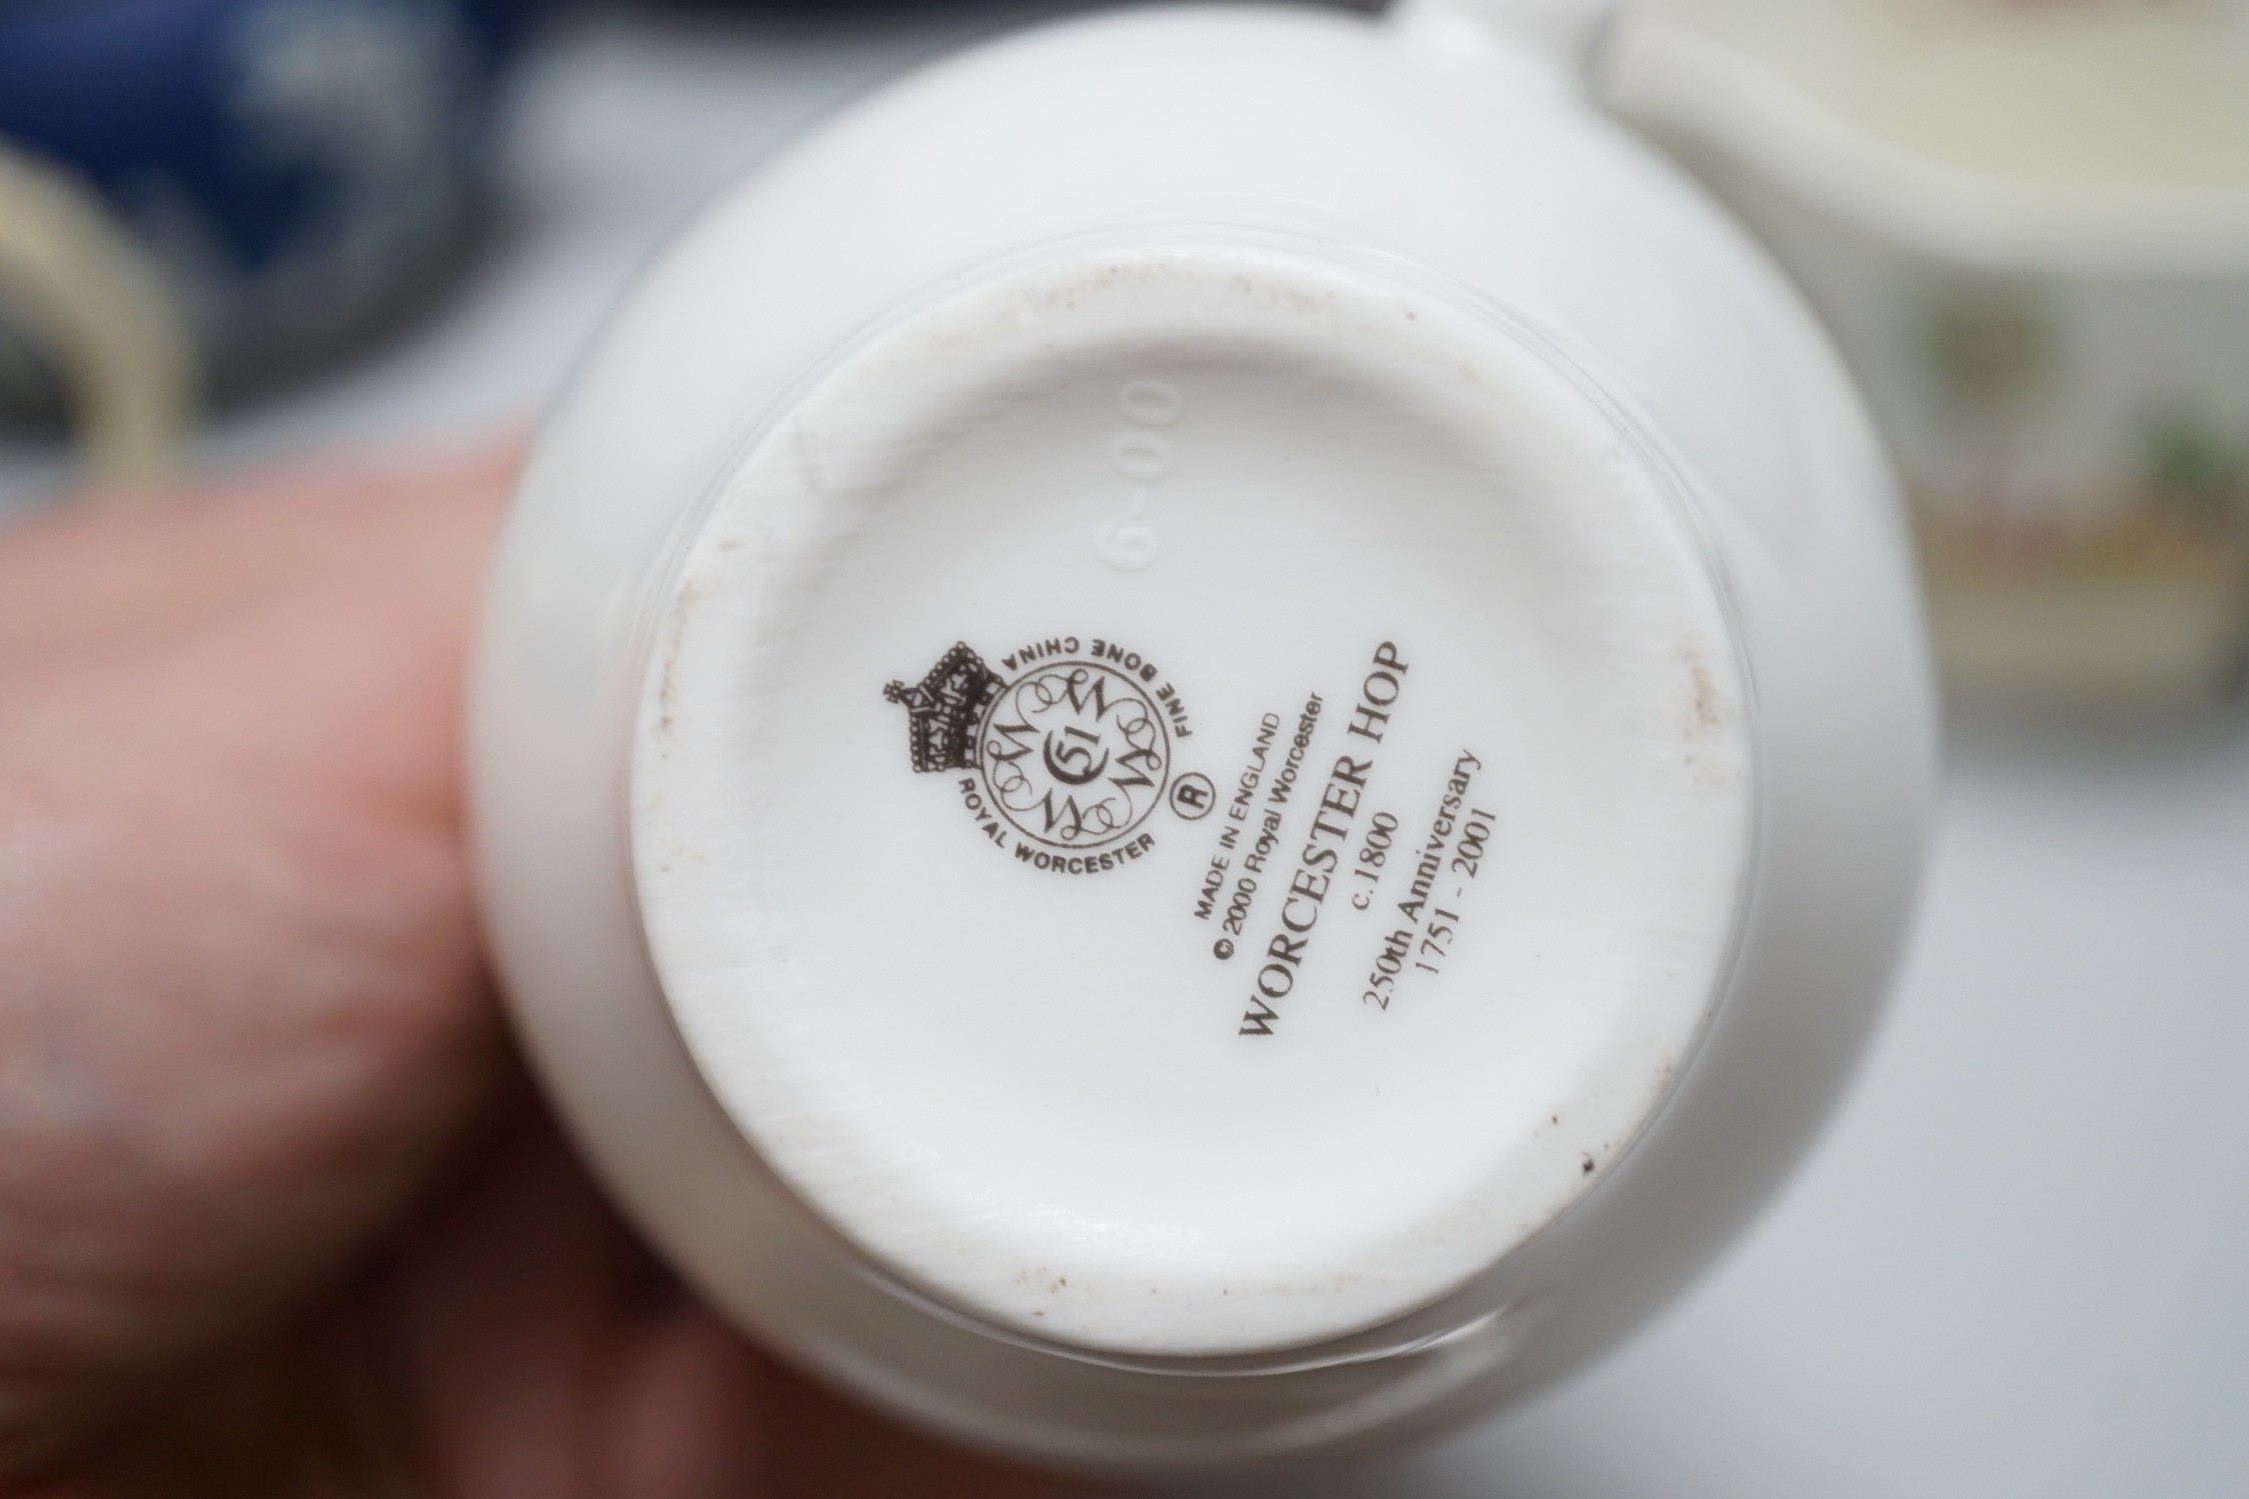 6-00
FINE BONE CHINA
51
ROYAL WORCESTER
®
MADE IN ENGLAND
© 2000 Royal Worcester
WORCESTER HOP
c.1800
250th Anniversary
1751 - 2001